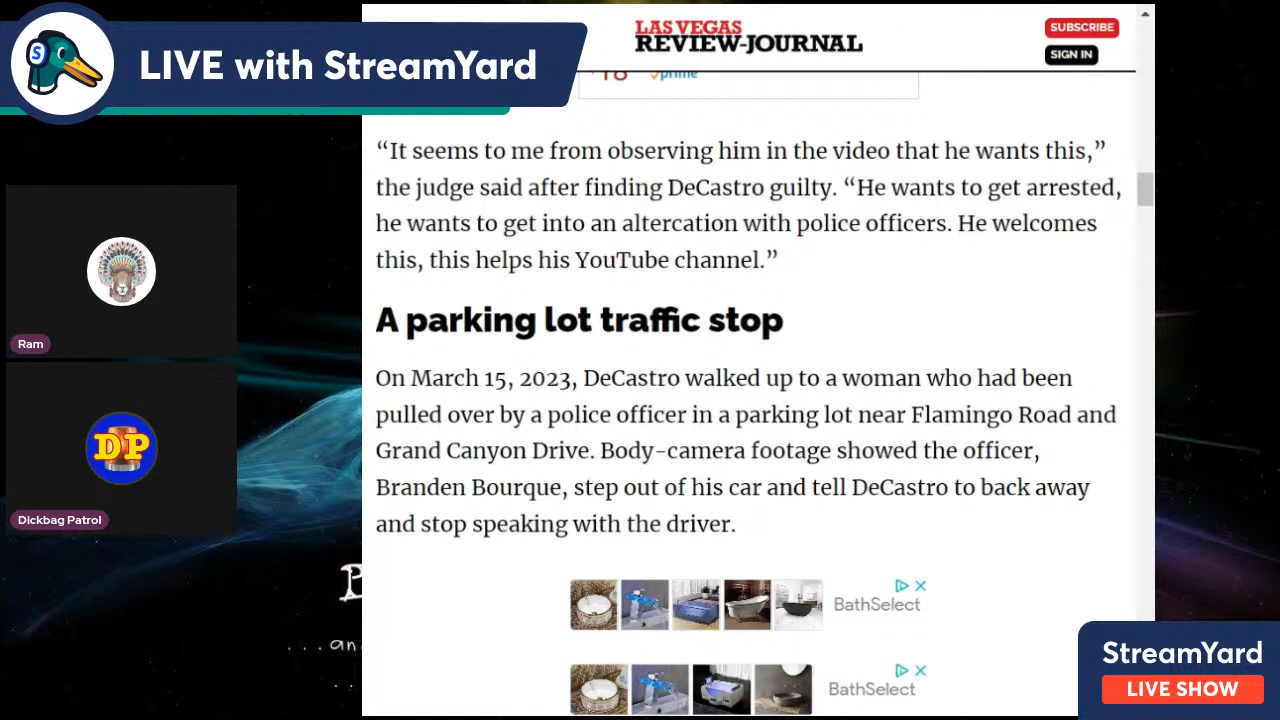 LIVE with StreamYard
S
LAS VEGAS
REVIEW-JOURNAL
SUBSCRIBE
SIGN IN
prime
“It seems to me from observing him in the video that he wants this,”
the judge said after finding DeCastro guilty. “He wants to get arrested,
he wants to get into an altercation with police officers. He welcomes
this, this helps his YouTube channel.”
A parking lot traffic stop
On March 15, 2023, DeCastro walked up to a woman who had been
pulled over by a police officer in a parking lot near Flamingo Road and
Grand Canyon Drive. Body-camera footage showed the officer,
Branden Bourque, step out of his car and tell DeCastro to back away
and stop speaking with the driver.
Ram
DP
Dickbag Patrol
BathSelect
BathSelect
...an
StreamYard
LIVE SHOW